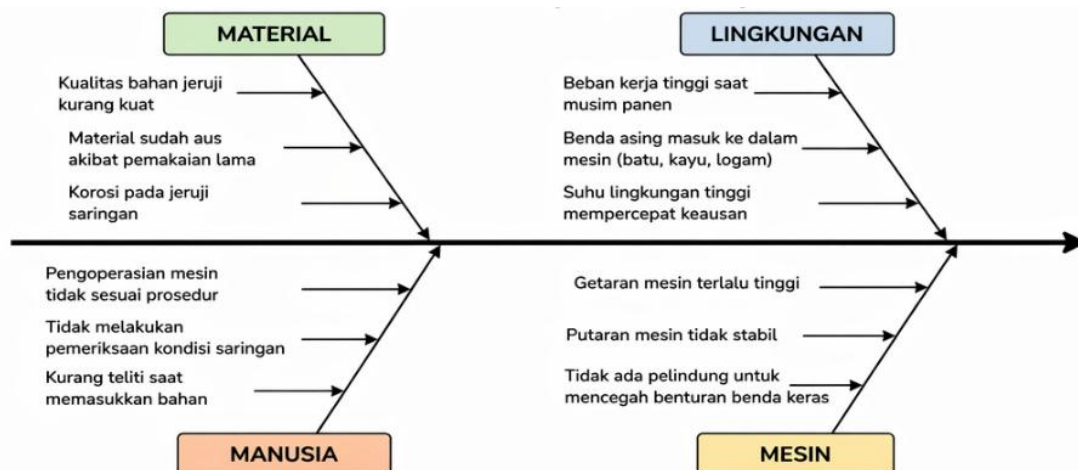 MATERIAL
Kualitas bahan jeruji
kurang kuat
Material sudah aus
akibat pemakaian lama
Korosi pada jeruji
saringan
LINGKUNGAN
Beban kerja tinggi saat
musim panen
Benda asing masuk ke dalam
mesin (batu, kayu, logam)
Suhu lingkungan tinggi
mempercepat keausan
Pengoperasian mesin
tidak sesuai prosedur
Tidak melakukan
pemeriksaan kondisi saringan
Kurang teliti saat
memasukkan bahan
MANUSIA
Getaran mesin terlalu tinggi
Putaran mesin tidak stabil
Tidak ada pelindung untuk
mencegah benturan benda keras
MESIN